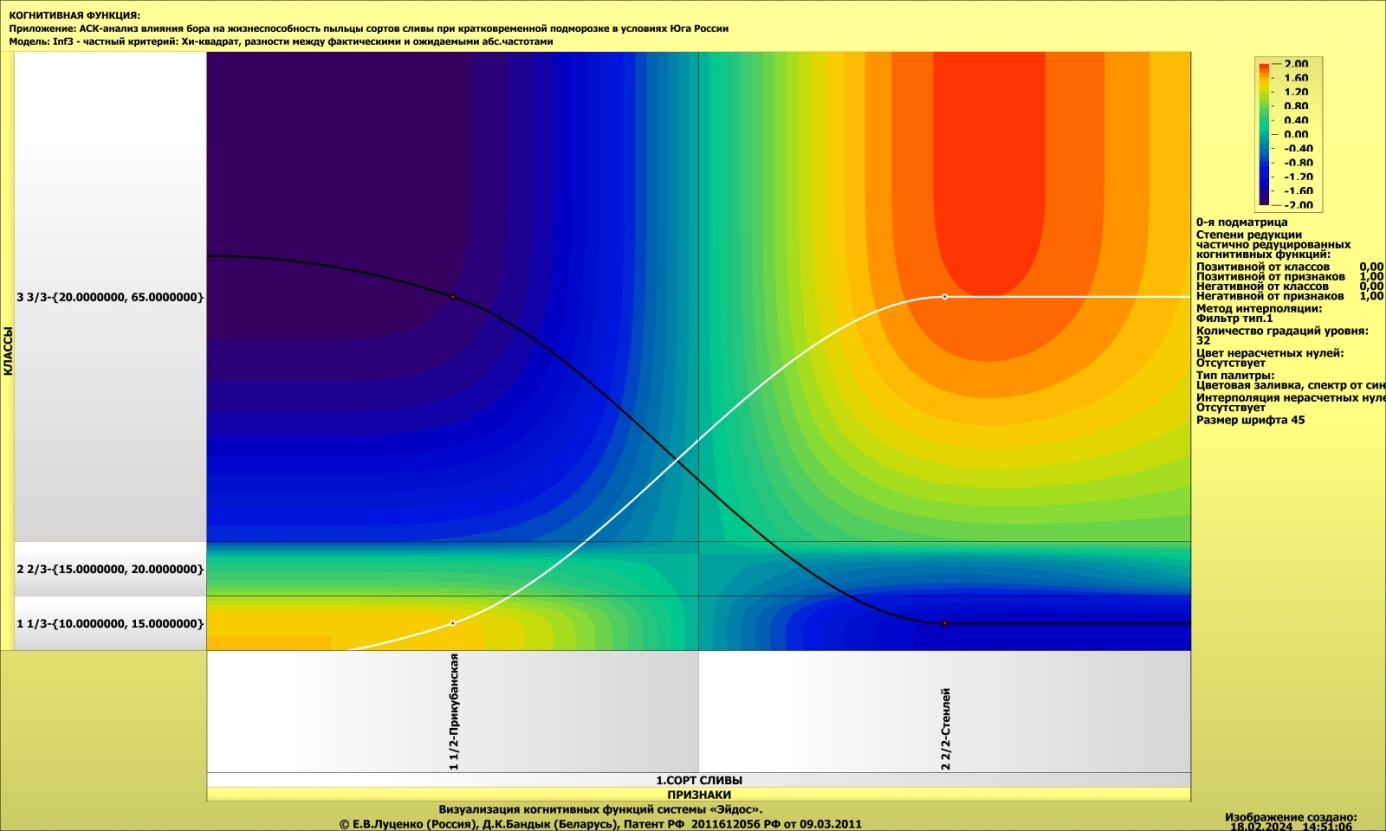 КОГНИТИВНАЯ ФУНКЦИЯ:
Приложение: АСК-анализ влияния бора на жизнеспособность пыльцы сортов сливы при кратковременной подморозке в условиях Юга России
Модель: Inf3 - частный критерий: Хи-квадрат, разности между фактическими и ожидаемыми абс.частотами
КЛАССЫ
3 3/3-{20.0000000, 65.0000000}
2 2/3-{15.0000000, 20.0000000}
1 1/3-{10.0000000, 15.0000000}
2.00
1.60
1.20
0.80
0.40
0.00
-0.40
-0.80
-1.20
-1.60
-2.00
0-я подматрица
Степени редукции
частично редуцированных
когнитивных функций:
Позитивной от классов 0,00
Позитивной от признаков 1,00
Негативной от классов 0,00
Негативной от признаков 1,00
Метод интерполяции:
Фильтр тип.1
Количество градаций уровня:
32
Цвет нерасчетных нулей:
Отсутствует
Тип палитры:
Цветовая заливка, спектр от син
Интерполяция нерасчетных нуле
Отсутствует
Размер шрифта 45
1 1/2-Прикубанская
2 2/2-Стенлей
1.СОРТ СЛИВЫ
ПРИЗНАКИ
Визуализация когнитивных функций системы «Эйдос».
© Е.В.Луценко (Россия), Д.К.Бандык (Беларусь), Патент РФ 2011612056 РФ от 09.03.2011
Изображение создано:
18.02.2024 14:51:06